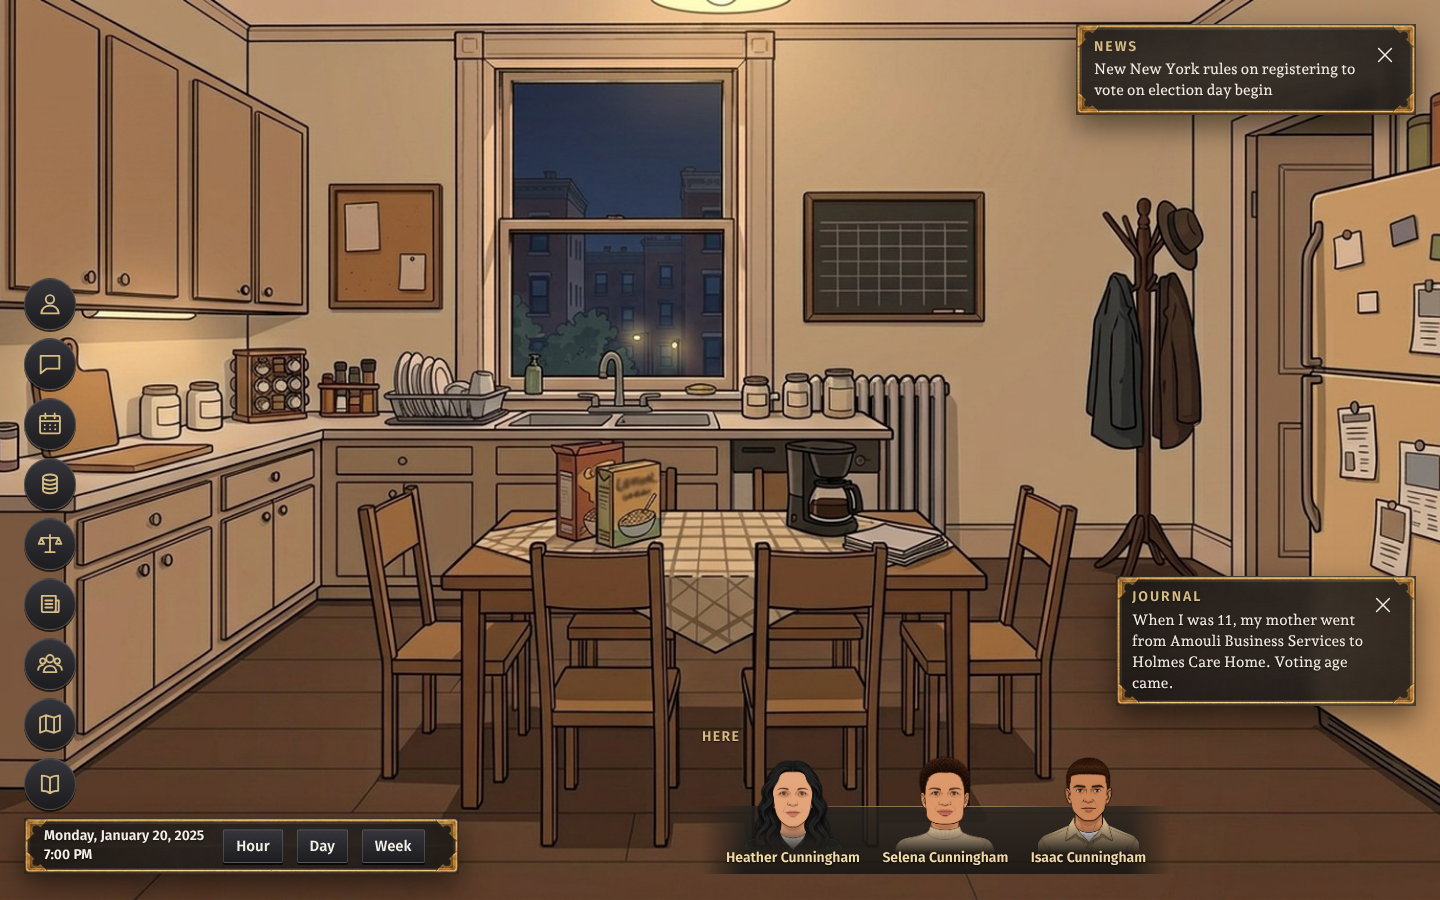 NEWS
New New York rules on registering to
vote on election day begin
JOURNAL
When I was 11, my mother went
from Amouli Business Services to
Holmes Care Home. Voting age
came.
HERE
Monday, January 20, 2025
7:00 PM
Hour
Day
Week
Heather Cunningham
Selena Cunningham
Isaac Cunningham